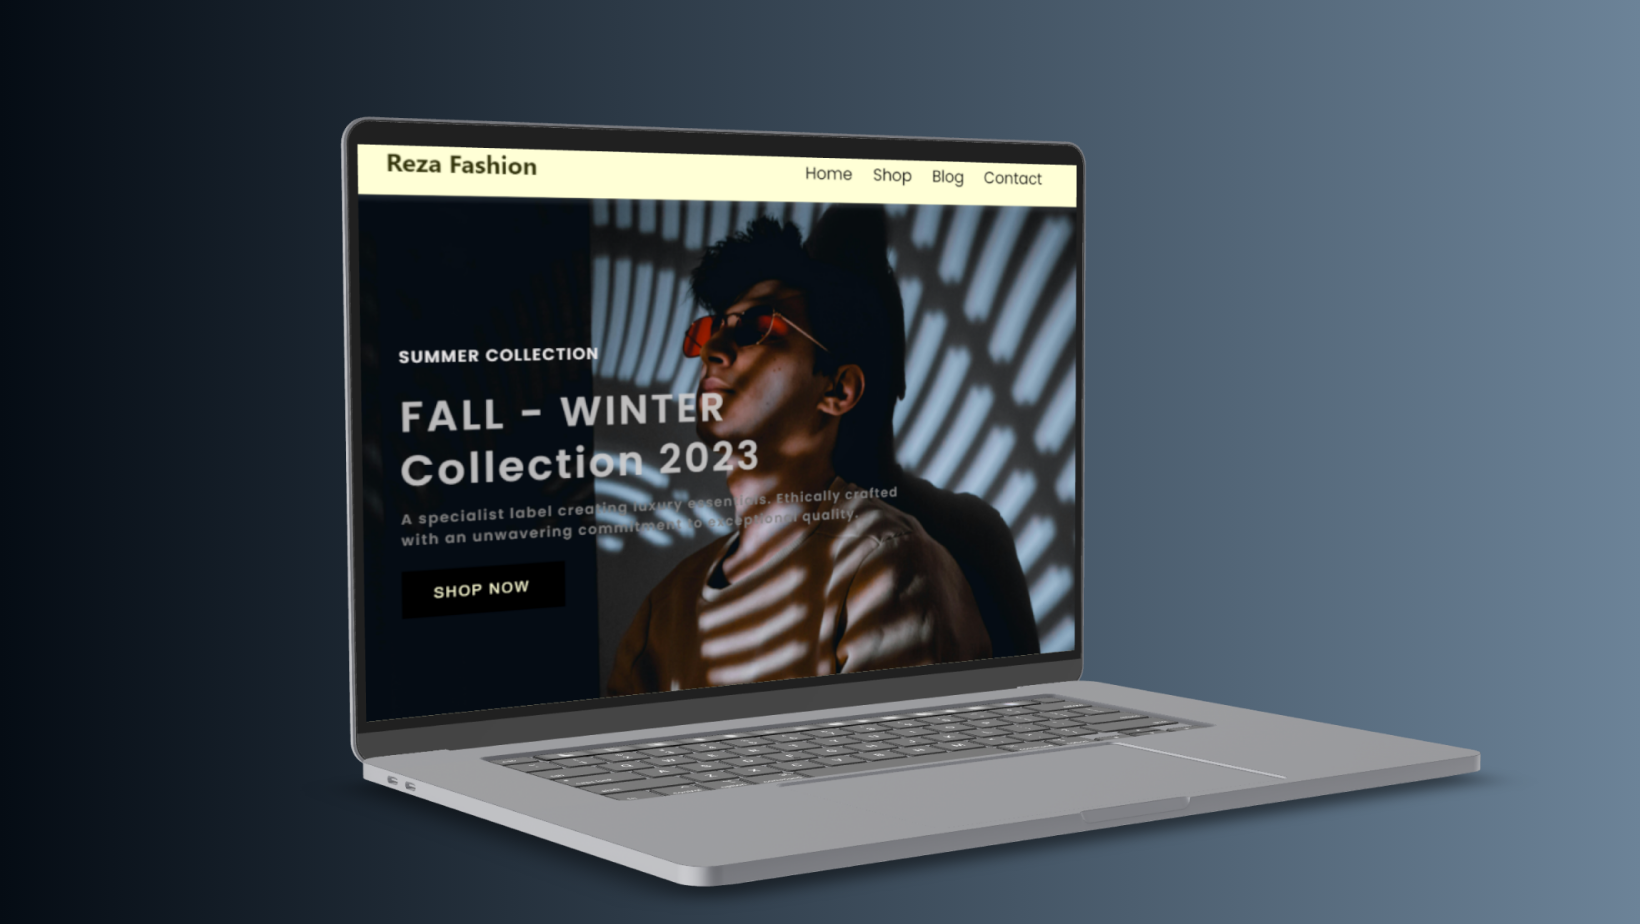 Reza Fashion
Home Shop Blog Contact
SUMMER COLLECTION
FALL - WINTER
Collection 2023
A specialist label creating luxury essentials. Ethically crafted
with an unwavering commitment to exceptional quality.
SHOP NOW